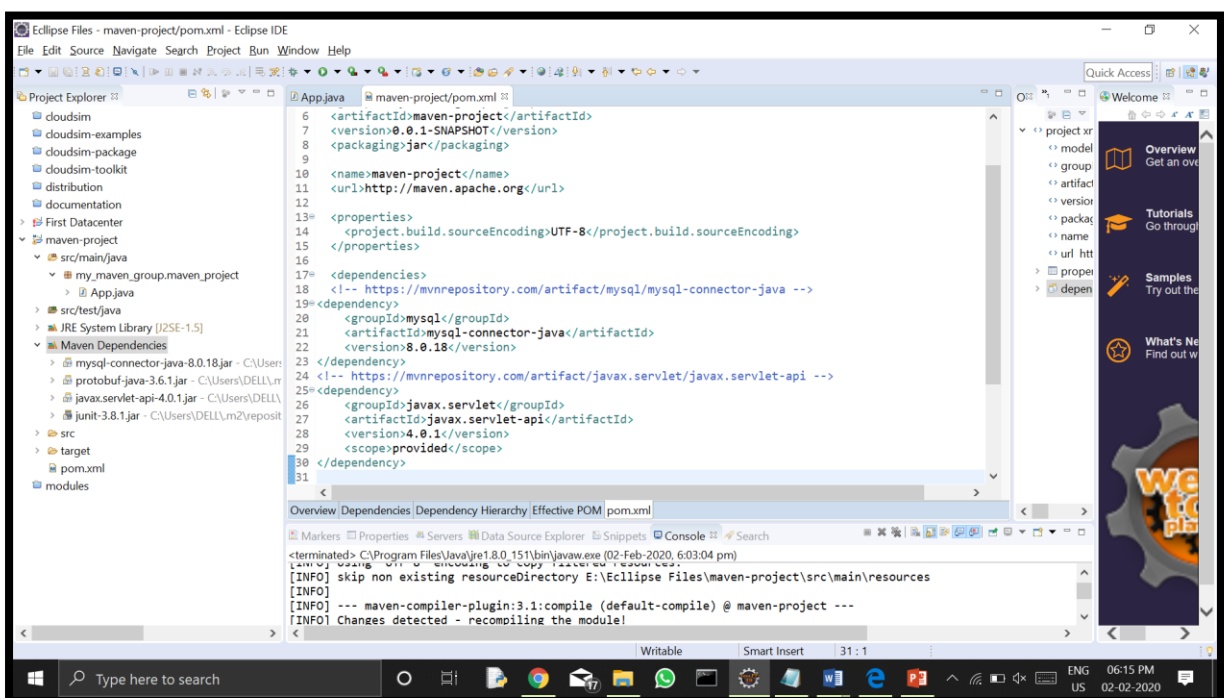 Ecllipse Files - maven-project/pom.xml - Eclipse IDE
File Edit Source Navigate Search Project Run Window Help
Quick Access
Project Explorer
cloudsim
cloudsim-examples
cloudsim-package
cloudsim-toolkit
distribution
documentation
First Datacenter
maven-project
src/main/java
my_maven_group.maven_project
App.java
src/test/java
JRE System Library [J2SE-1.5]
Maven Dependencies
mysql-connector-java-8.0.18.jar - C:\Users
protobuf-java-3.6.1.jar - C:\Users\DELL\.m
javax.servlet-api-4.0.1.jar - C:\Users\DELL\
junit-3.8.1.jar - C:\Users\DELL\.m2\reposit
src
target
pom.xml
modules
App.java maven-project/pom.xml
6 <artifactId>maven-project</artifactId>
7 <version>0.0.1-SNAPSHOT</version>
8 <packaging>jar</packaging>
9
10 <name>maven-project</name>
11 <url>http://maven.apache.org</url>
12
13 <properties>
14 <project.build.sourceEncoding>UTF-8</project.build.sourceEncoding>
15 </properties>
16
17 <dependencies>
18 <!-- https://mvnrepository.com/artifact/mysql/mysql-connector-java -->
19 <dependency>
20 <groupId>mysql</groupId>
21 <artifactId>mysql-connector-java</artifactId>
22 <version>8.0.18</version>
23 </dependency>
24 <!-- https://mvnrepository.com/artifact/javax.servlet/javax.servlet-api -->
25 <dependency>
26 <groupId>javax.servlet</groupId>
27 <artifactId>javax.servlet-api</artifactId>
28 <version>4.0.1</version>
29 <scope>provided</scope>
30 </dependency>
31
Overview Dependencies Dependency Hierarchy Effective POM pom.xml
project xr
model
group
artifact
version
packag
name
url htt
proper
depen
Welcome
Overview
Get an ove
Tutorials
Go through
Samples
Try out the
What's Ne
Find out w
Markers Properties Servers Data Source Explorer Snippets Console Search
<terminated> C:\Program Files\Java\jre1.8.0_151\bin\javaw.exe (02-Feb-2020, 6:03:04 pm)
[INFO] Using 'UTF-8' encoding to copy filtered resources.
[INFO] skip non existing resourceDirectory E:\Ecllipse Files\maven-project\src\main\resources
[INFO]
[INFO] --- maven-compiler-plugin:3.1:compile (default-compile) @ maven-project ---
[INFO] Changes detected - recompiling the module!
Writable Smart Insert 31 : 1
Type here to search
17
ENG
US
06:15 PM
02-02-2020